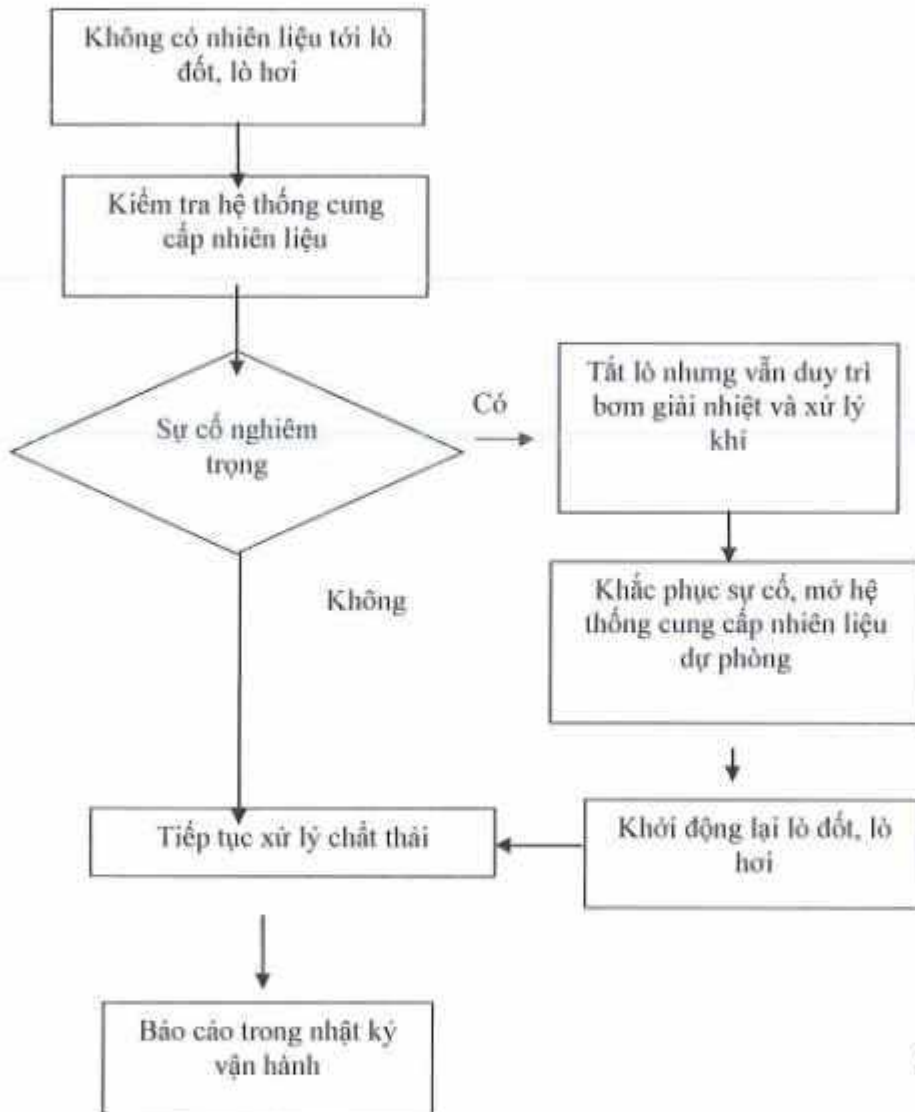 Không có nhiên liệu tới lò
đốt, lò hơi
Kiểm tra hệ thống cung
cấp nhiên liệu
Sự cố nghiêm
trọng
Có
Tắt lò nhưng vẫn duy trì
bơm giải nhiệt và xử lý
khí
Không
Khắc phục sự cố, mở hệ
thống cung cấp nhiên liệu
dự phòng
Tiếp tục xử lý chất thải
Khởi động lại lò đốt, lò
hơi
Báo cáo trong nhật ký
vận hành